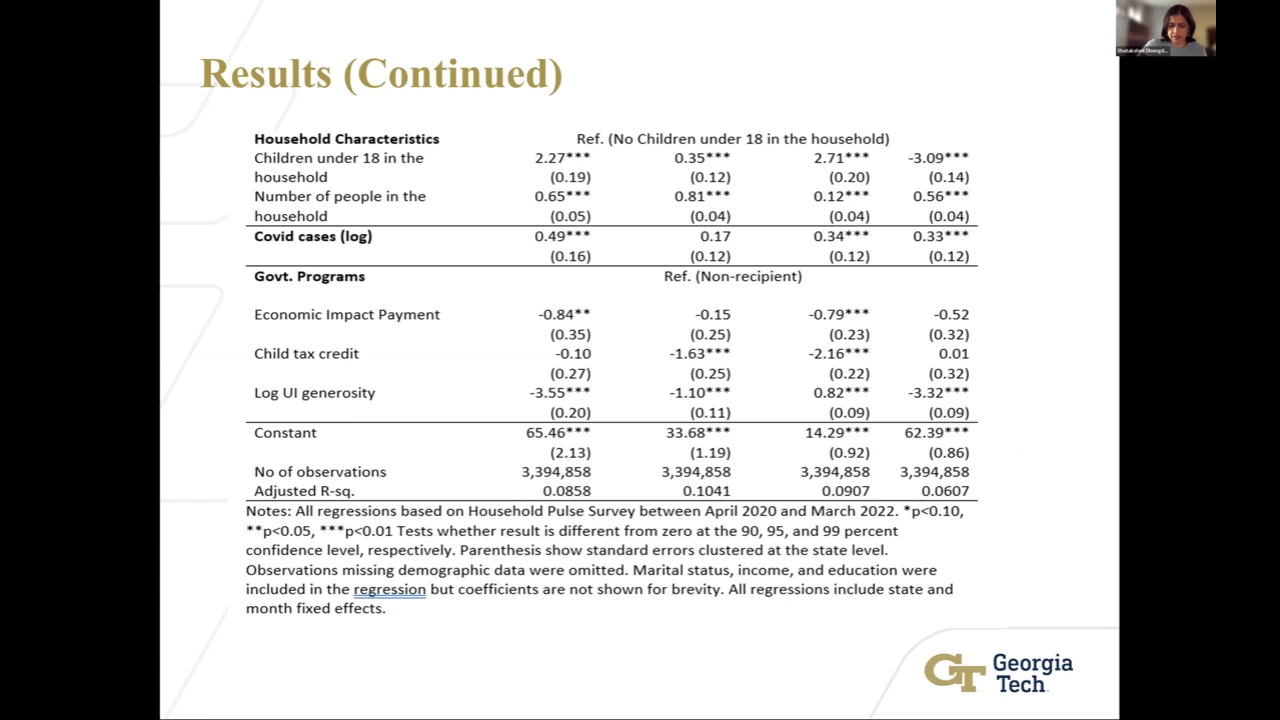 Shatakshee Dhongd...
Results (Continued)
Household Characteristics Ref. (No Children under 18 in the household)
Children under 18 in the 2.27*** 0.35*** 2.71*** -3.09***
household (0.19) (0.12) (0.20) (0.14)
Number of people in the 0.65*** 0.81*** 0.12*** 0.56***
household (0.05) (0.04) (0.04) (0.04)
Covid cases (log) 0.49*** 0.17 0.34*** 0.33***
(0.16) (0.12) (0.12) (0.12)
Govt. Programs Ref. (Non-recipient)
Economic Impact Payment -0.84** -0.15 -0.79*** -0.52
(0.35) (0.25) (0.23) (0.32)
Child tax credit -0.10 -1.63*** -2.16*** 0.01
(0.27) (0.25) (0.22) (0.32)
Log UI generosity -3.55*** -1.10*** 0.82*** -3.32***
(0.20) (0.11) (0.09) (0.09)
Constant 65.46*** 33.68*** 14.29*** 62.39***
(2.13) (1.19) (0.92) (0.86)
No of observations 3,394,858 3,394,858 3,394,858 3,394,858
Adjusted R-sq. 0.0858 0.1041 0.0907 0.0607
Notes: All regressions based on Household Pulse Survey between April 2020 and March 2022. *p<0.10,
**p<0.05, ***p<0.01 Tests whether result is different from zero at the 90, 95, and 99 percent
confidence level, respectively. Parenthesis show standard errors clustered at the state level.
Observations missing demographic data were omitted. Marital status, income, and education were
included in the regression but coefficients are not shown for brevity. All regressions include state and
month fixed effects.
GT Georgia
Tech